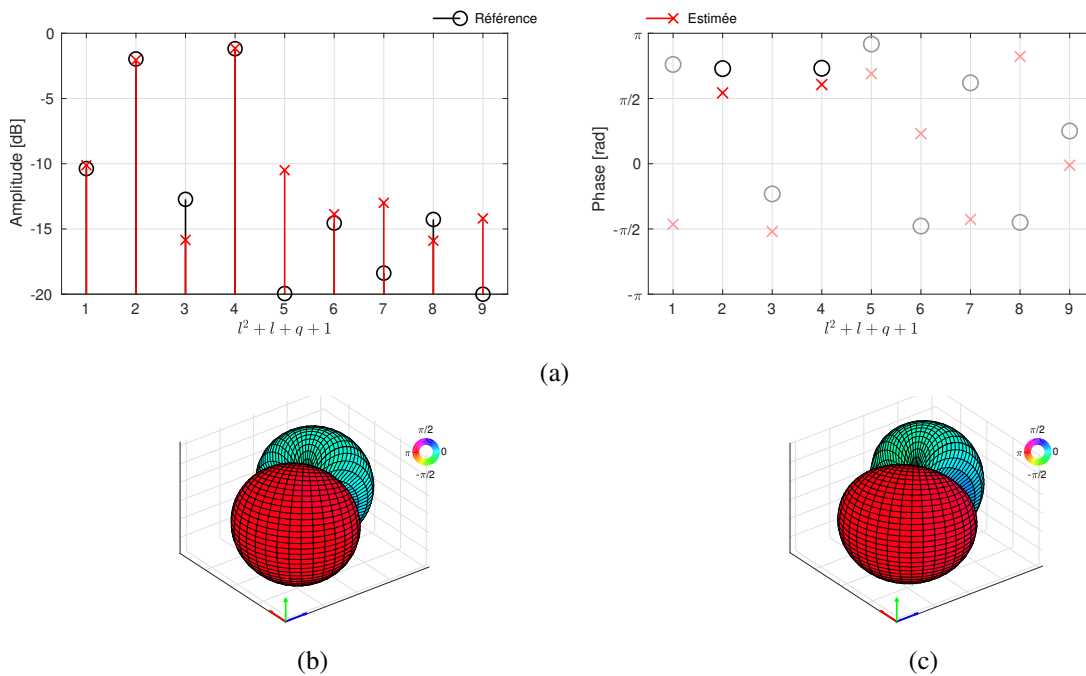 Référence
Estimée
Amplitude [dB]
0
-5
-10
-15
-20
1 2 3 4 5 6 7 8 9
l² + l + q + 1
Phase [rad]
π
π/2
0
-π/2
-π
1 2 3 4 5 6 7 8 9
l² + l + q + 1
(a)
π/2
π 0
-π/2
π/2
π 0
-π/2
(b)
(c)